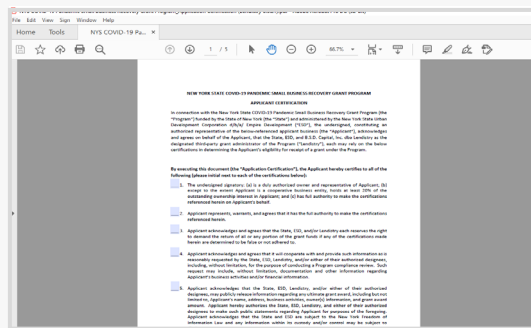 File Edit View Sign Window Help
Home Tools NYS COVID-19 Pa... ×
1 / 5 66.7%
NEW YORK STATE COVID-19 PANDEMIC SMALL BUSINESS RECOVERY GRANT PROGRAM
APPLICANT CERTIFICATION
In connection with the New York State COVID-19 Pandemic Small Business Recovery Grant Program (the
"Program") funded by the State of New York (the "State") and administered by the New York State Urban
Development Corporation d/b/a/ Empire Development ("ESD"), the undersigned, constituting an
authorized representative of the below-referenced applicant business (the "Applicant"), acknowledges
and agrees on behalf of the Applicant, that the State, ESD, and B.S.D. Capital, Inc. dba Lendistry as the
designated third-party grant administrator of the Program ("Lendistry"), each may rely on the below
certifications in determining the Applicant's eligibility for receipt of a grant under the Program.
By executing this document (the "Application Certification"), the Applicant hereby certifies to all of the
following (please initial next to each of the certifications below):
1. The undersigned signatory: (a) is a duly authorized owner and representative of Applicant, (b)
except to the extent Applicant is a cooperative business entity, holds at least 20% of the
outstanding ownership interest in Applicant; and (c) has full authority to make the certifications
referenced herein on Applicant's behalf.
2. Applicant represents, warrants, and agrees that it has the full authority to make the certifications
referenced herein.
3. Applicant acknowledges and agrees that the State, ESD, and/or Lendistry each reserves the right
to demand the return of all or any portion of the grant funds if any of the certifications made
herein are determined to be false or not adhered to.
4. Applicant acknowledges and agrees that it will cooperate with and provide such information as is
reasonably requested by the State, ESD, Lendistry, and/or either of their authorized designees,
including, without limitation, for the purpose of conducting a Program compliance review. Such
request may include, without limitation, documentation and other information regarding
Applicant's business activities and/or financial information.
5. Applicant acknowledges that the State, ESD, Lendistry, and/or either of their authorized
designees, may publicly release information regarding any ultimate grant award, including but not
limited to, Applicant's name, address, business activities, owner(s) information, and grant award
amount. Applicant hereby authorizes the State, ESD, Lendistry, and either of their authorized
designees to make such public statements regarding Applicant for purposes of the foregoing.
Applicant acknowledges that the State and ESD are subject to the New York Freedom of
Information Law and any information within its custody and/or control may be subject to